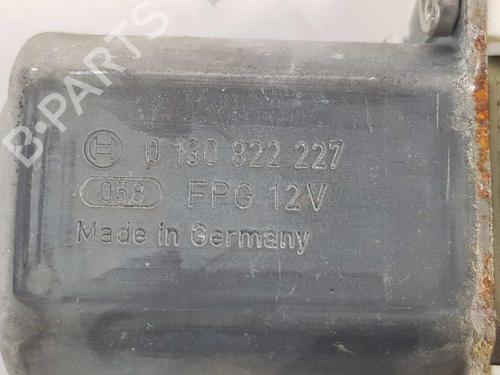 0 130 822 227
058 FPG 12V
Made in Germany
B-PARTS